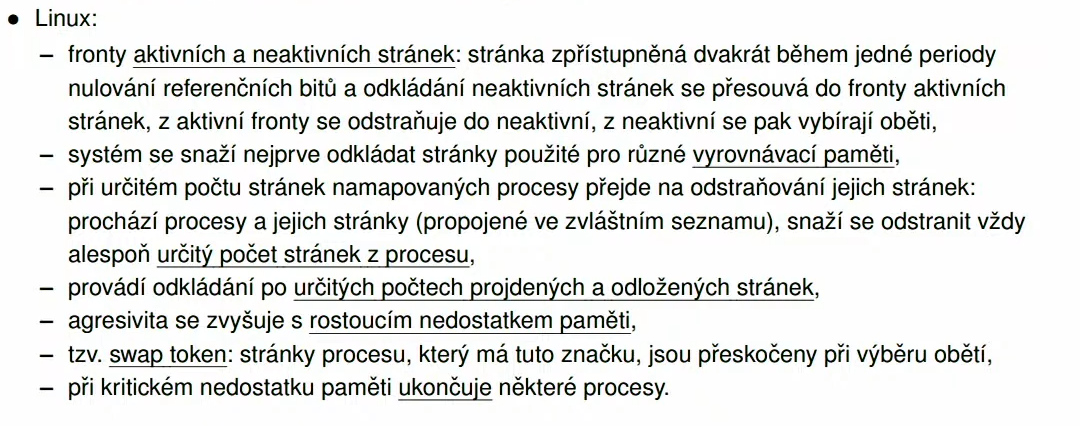 ● Linux:
– fronty aktivních a neaktivních stránek: stránka zpřístupněná dvakrát během jedné periody
nulování referenčních bitů a odkládání neaktivních stránek se přesouvá do fronty aktivních
stránek, z aktivní fronty se odstraňuje do neaktivní, z neaktivní se pak vybírají oběti,
– systém se snaží nejprve odkládat stránky použité pro různé vyrovnávací paměti,
– při určitém počtu stránek namapovaných procesy přejde na odstraňování jejich stránek:
prochází procesy a jejich stránky (propojené ve zvláštním seznamu), snaží se odstranit vždy
alespoň určitý počet stránek z procesu,
– provádí odkládání po určitých počtech projdených a odložených stránek,
– agresivita se zvyšuje s rostoucím nedostatkem paměti,
– tzv. swap token: stránky procesu, který má tuto značku, jsou přeskočeny při výběru obětí,
– při kritickém nedostatku paměti ukončuje některé procesy.